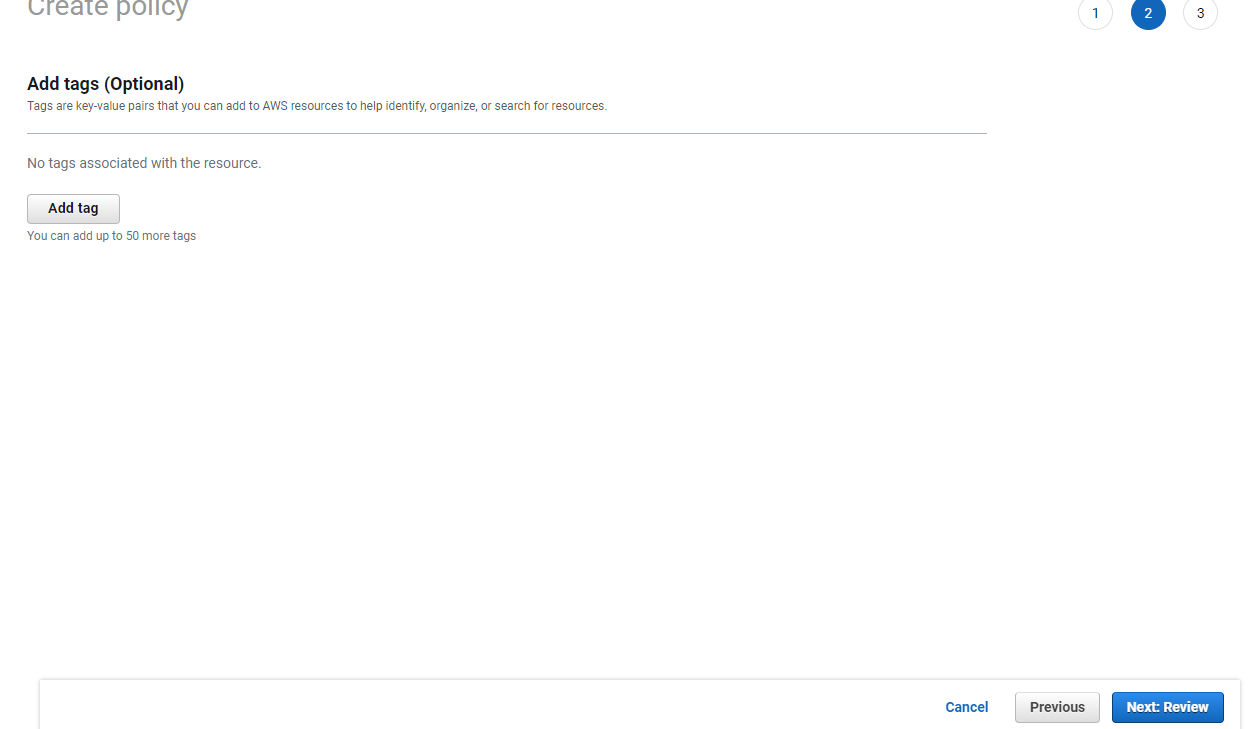 Create policy
1 2 3
Add tags (Optional)
Tags are key-value pairs that you can add to AWS resources to help identify, organize, or search for resources.
No tags associated with the resource.
Add tag
You can add up to 50 more tags
Cancel Previous Next: Review